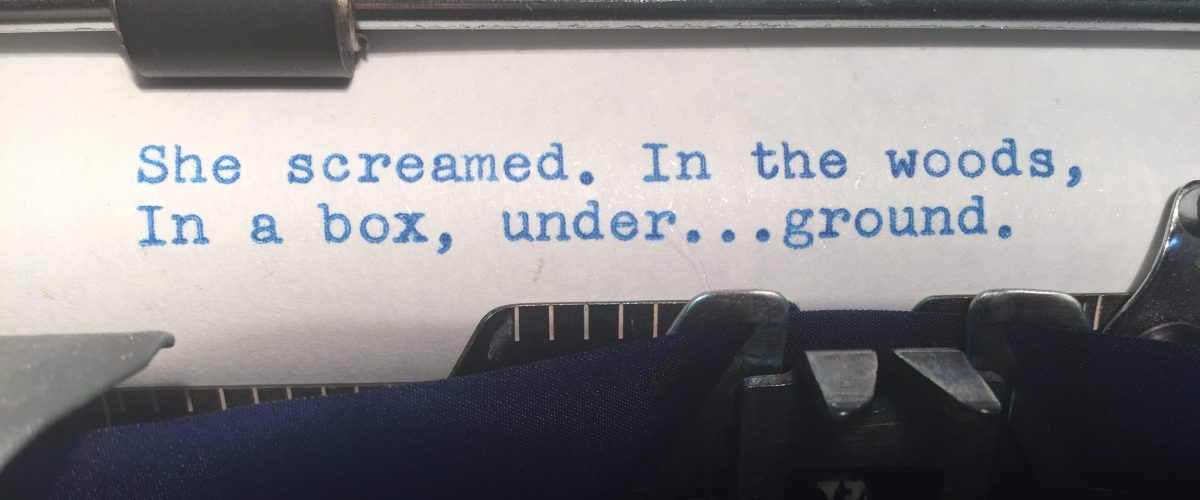 She screamed. In the woods,
In a box, under...ground.